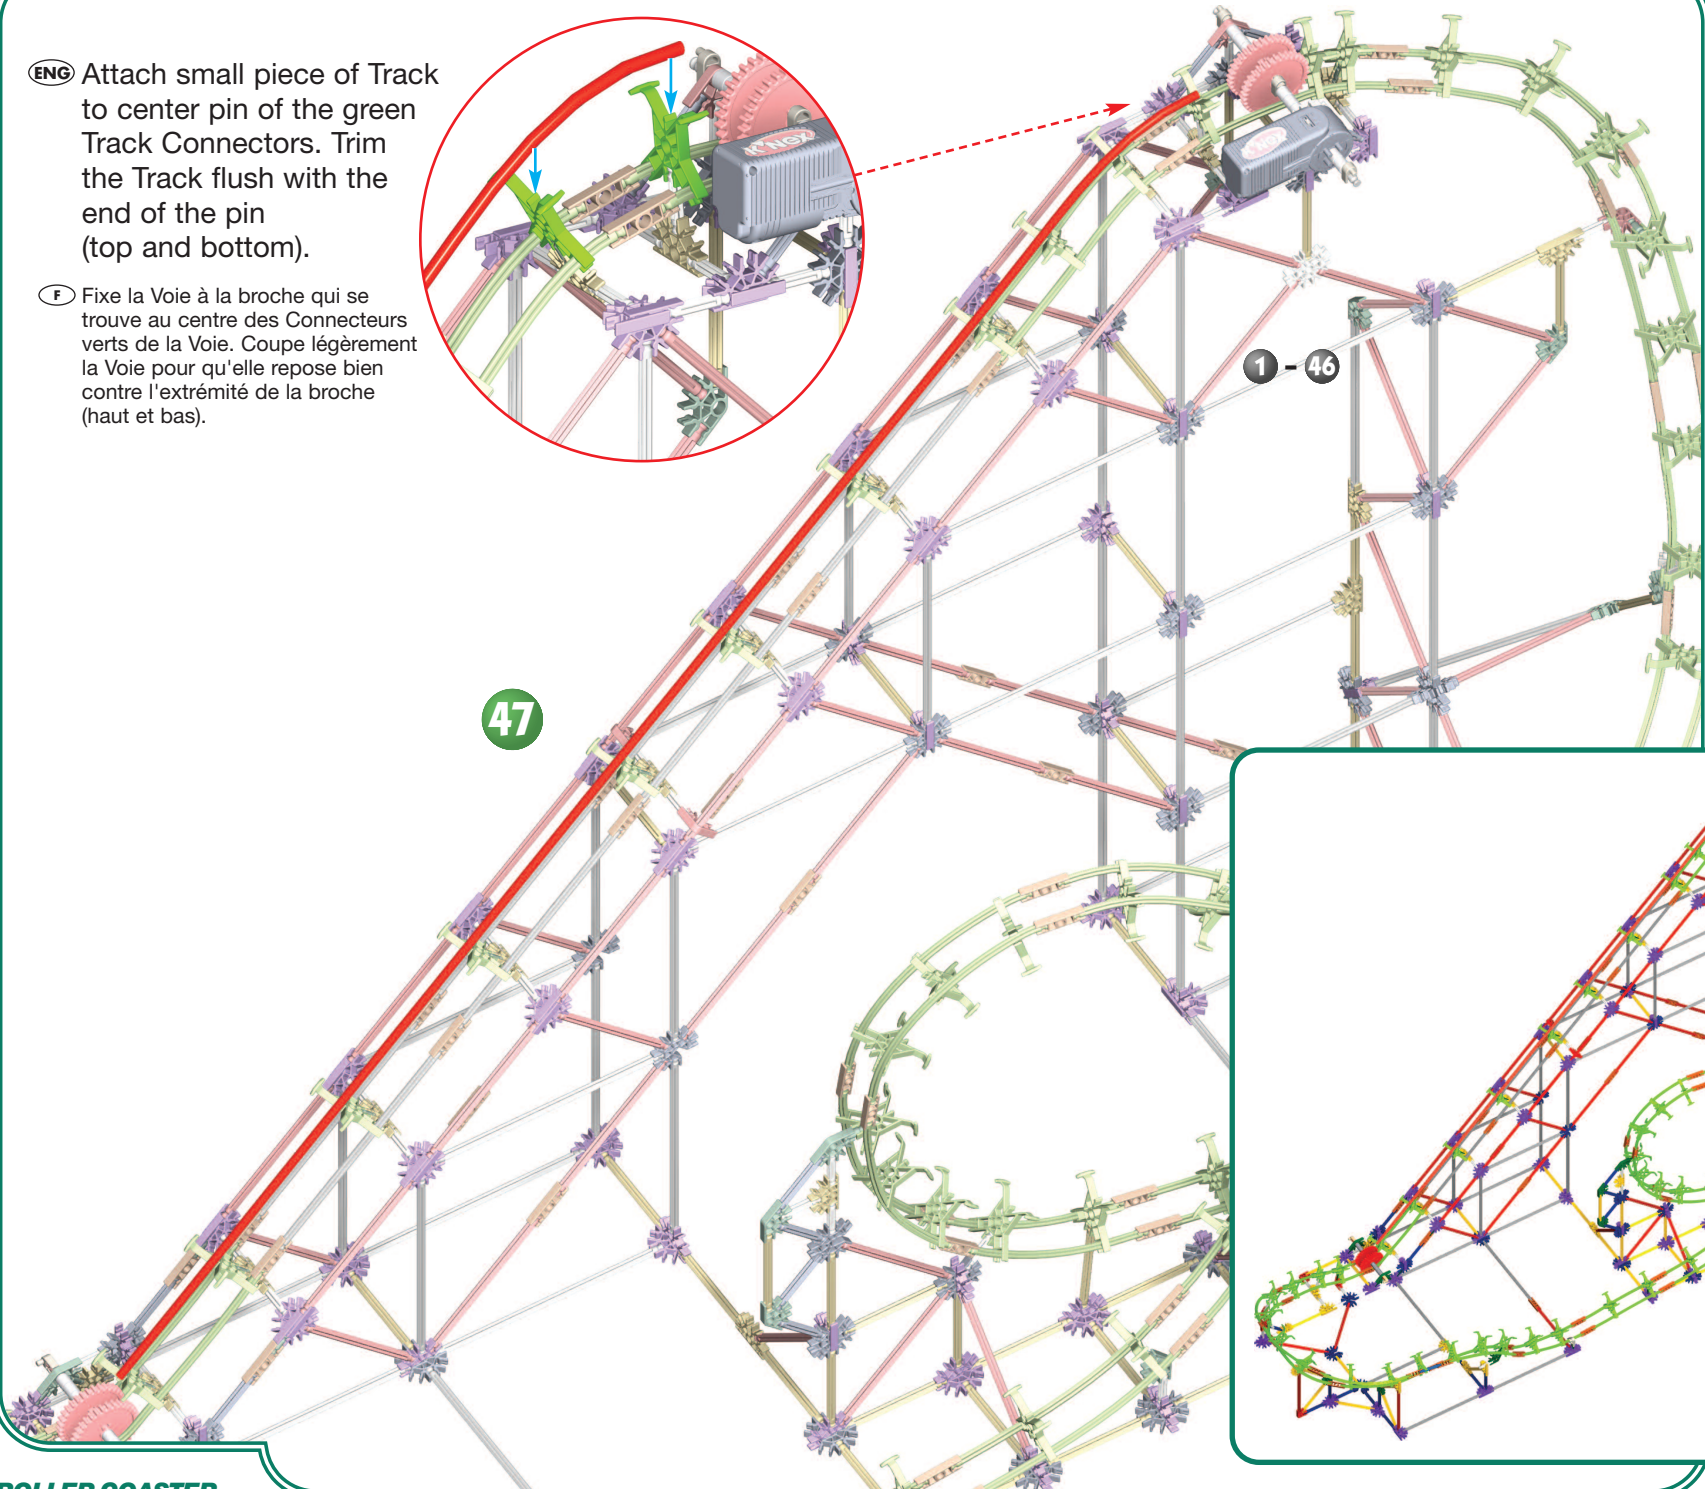 ENG Attach small piece of Track
to center pin of the green
Track Connectors. Trim
the Track flush with the
end of the pin
(top and bottom).
F Fixe la Voie à la broche qui se
trouve au centre des Connecteurs
verts de la Voie. Coupe légèrement
la Voie pour qu'elle repose bien
contre l'extrémité de la broche
(haut et bas).
K'NEX
K'NEX
1 - 46
47
ROLLER COASTER